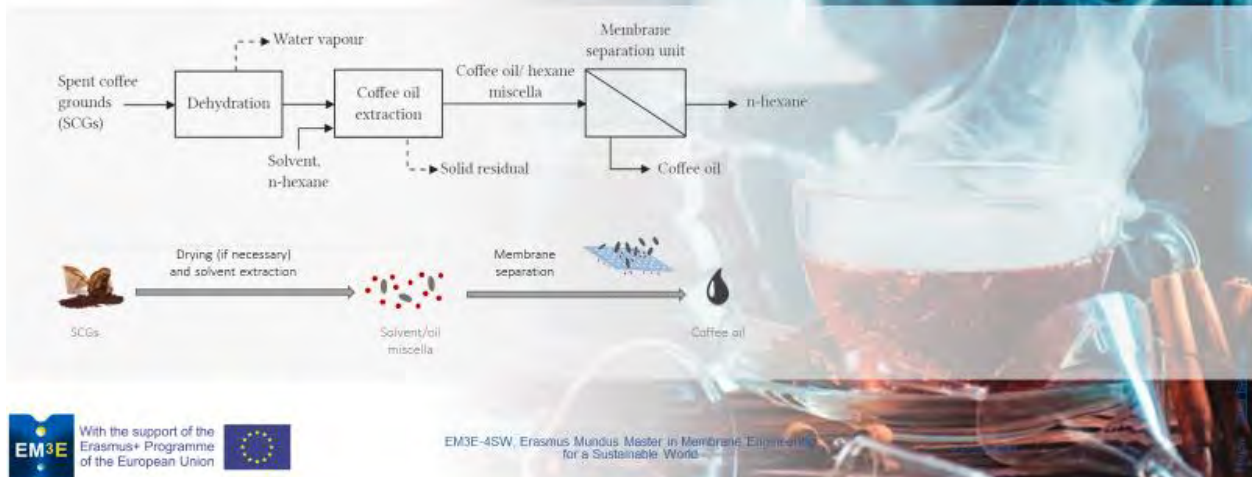 Water vapour
Spent coffee
grounds
(SCGs)
Dehydration
Solvent,
n-hexane
Coffee oil
extraction
Solid residual
Coffee oil/ hexane
miscella
Membrane
separation unit
n-hexane
Coffee oil
SCGs
Drying (if necessary)
and solvent extraction
Solvent/oil
miscella
Membrane
separation
Coffee oil
EM3E
With the support of the
Erasmus+ Programme
of the European Union
EM3E-4SW, Erasmus Mundus Master in Membrane Engineering
for a Sustainable World